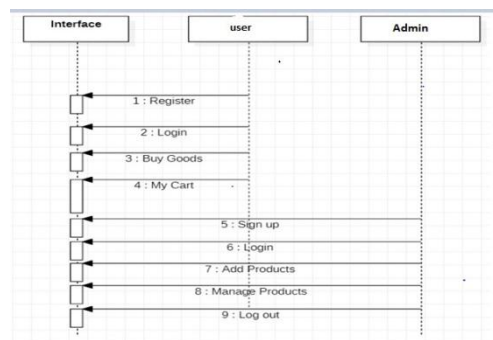 Interface
user
Admin
1 : Register
2 : Login
3 : Buy Goods
4 : My Cart
5 : Sign up
6 : Login
7 : Add Products
8 : Manage Products
9 : Log out